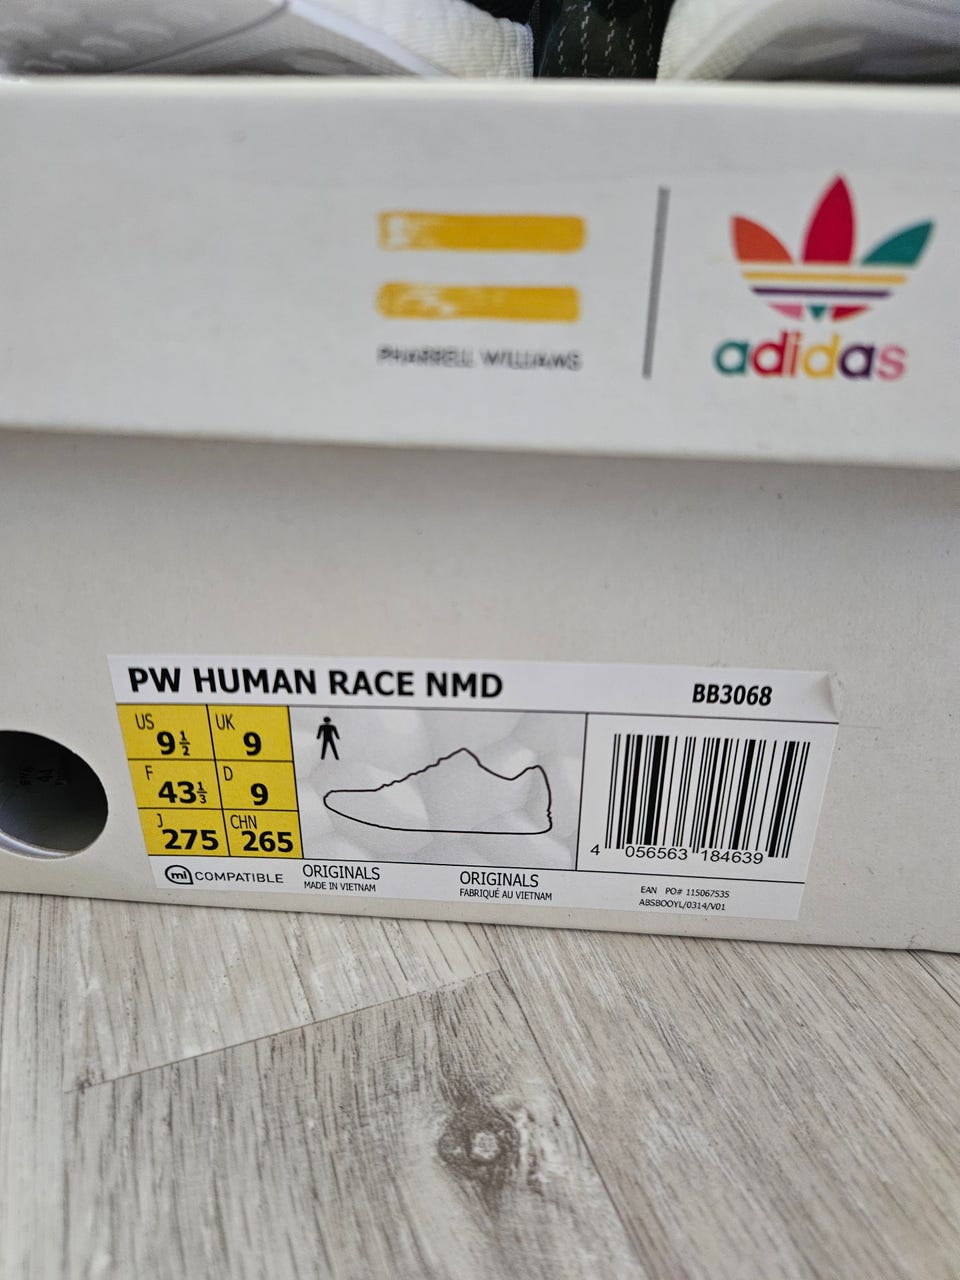 PHARRELL WILLIAMS
adidas
PW HUMAN RACE NMD
BB3068
US 9½
UK 9
F 43⅓
D 9
J 275
CHN 265
mi COMPATIBLE
ORIGINALS
MADE IN VIETNAM
ORIGINALS
FABRIQUÉ AU VIETNAM
4 056563 184639
EAN PO# 115067535
ABSBOOYL/0314/V01